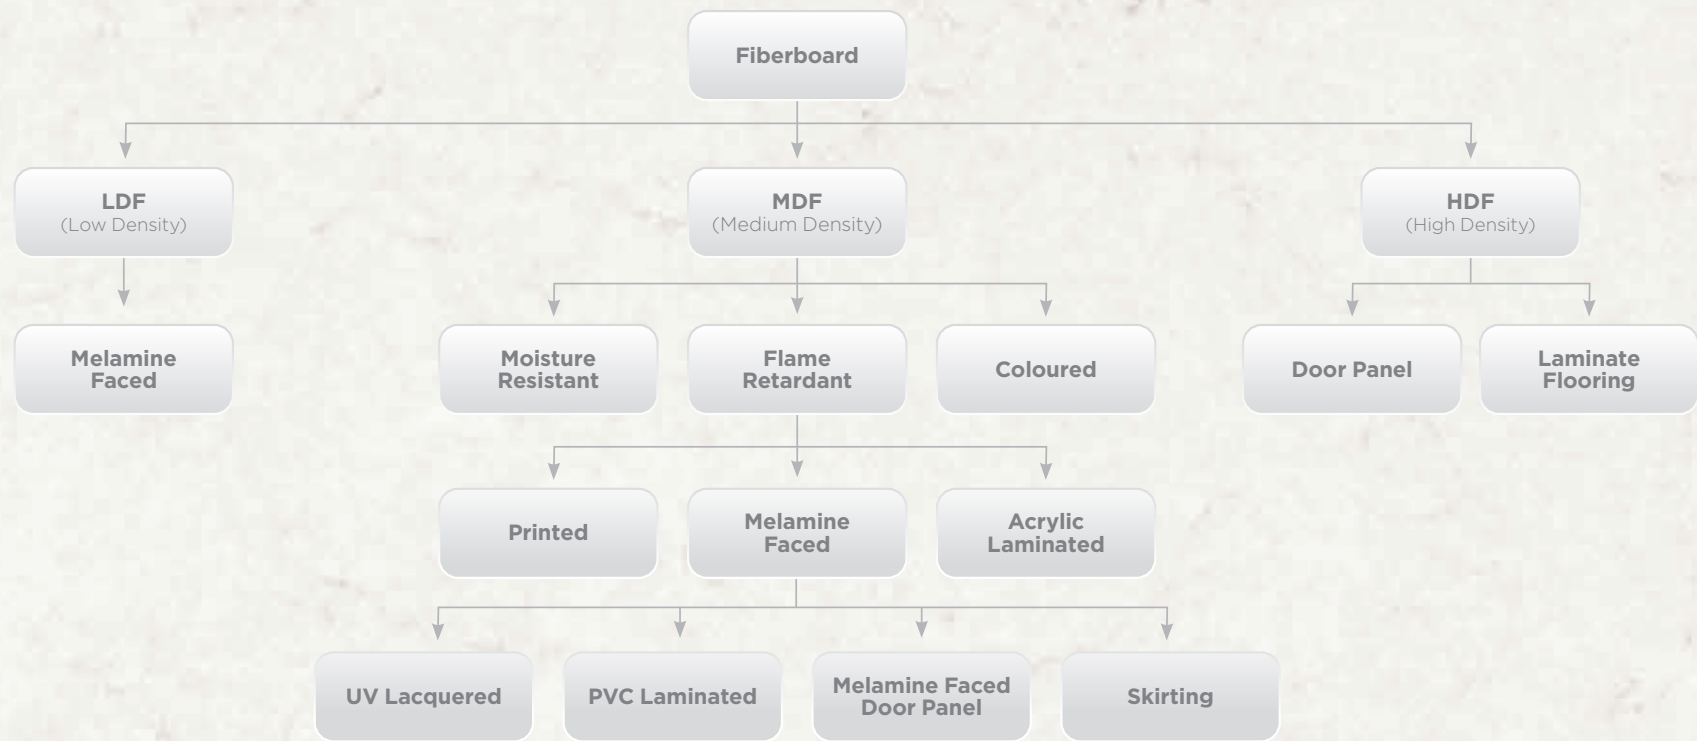 Fiberboard
LDF
(Low Density)
MDF
(Medium Density)
HDF
(High Density)
Melamine
Faced
Moisture
Resistant
Flame
Retardant
Coloured
Door Panel
Laminate
Flooring
Printed
Melamine
Faced
Acrylic
Laminated
UV Lacquered
PVC Laminated
Melamine Faced
Door Panel
Skirting